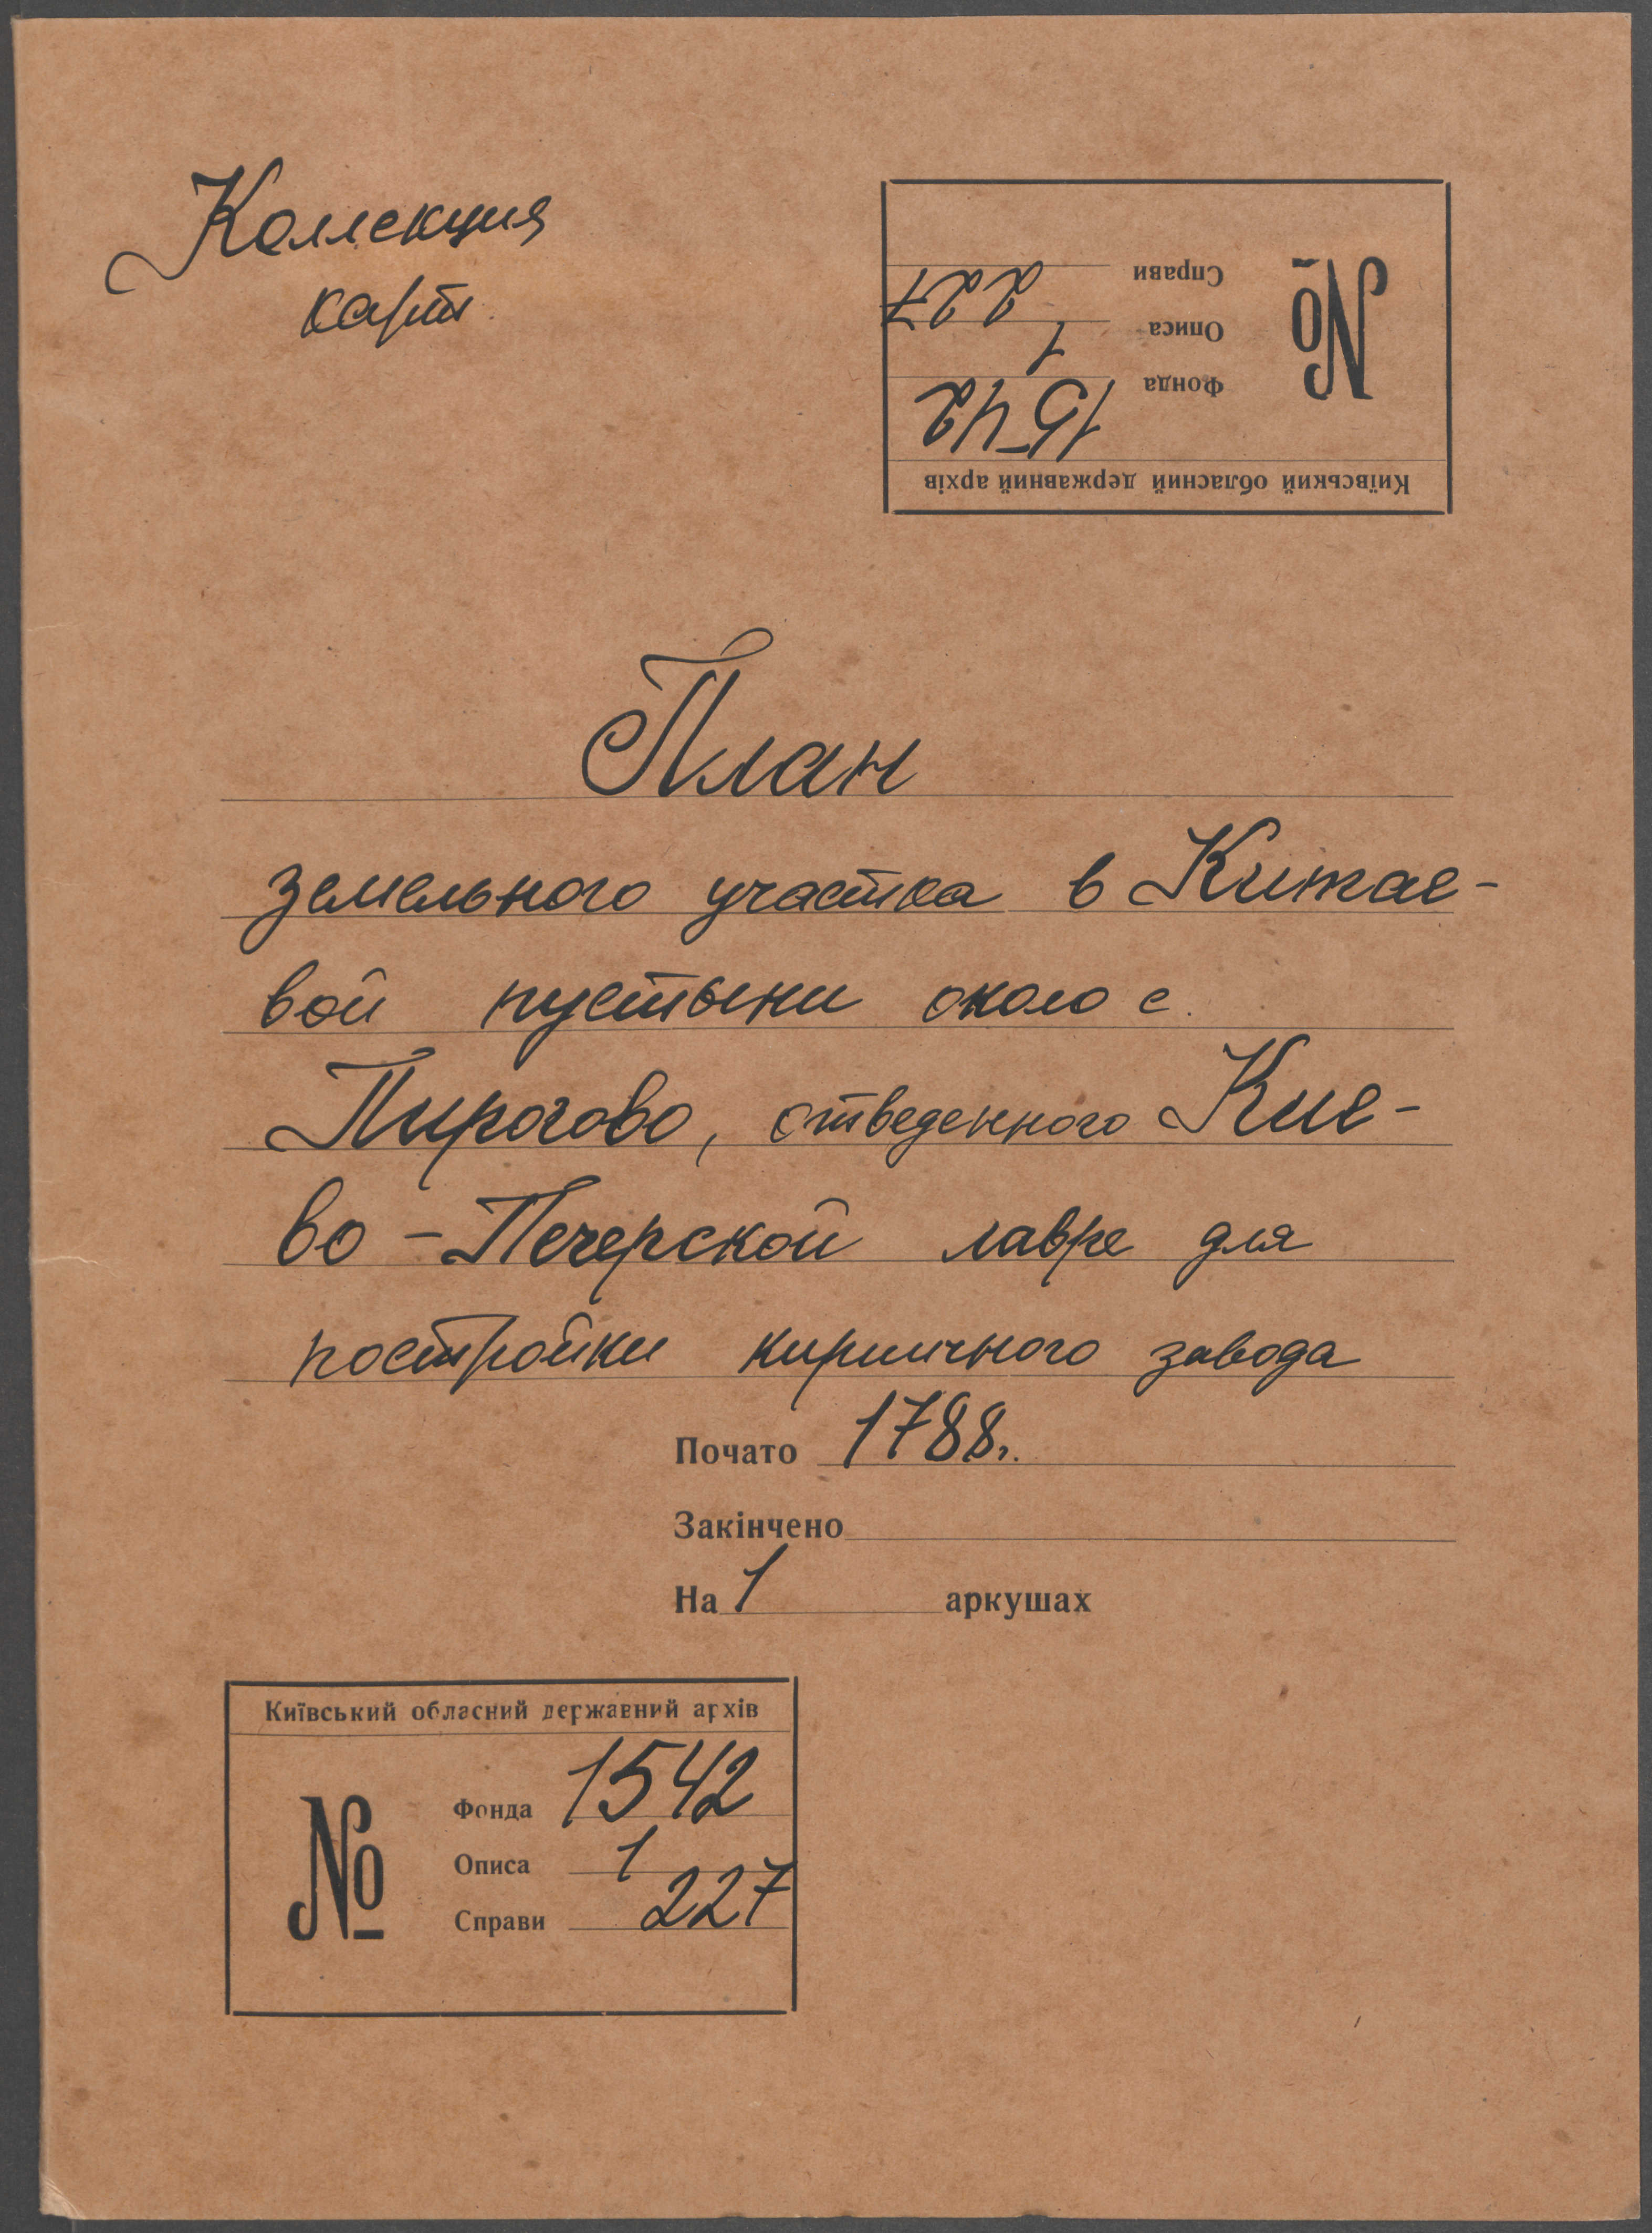 Коллекция
карт.
Київський обласний державний архів
№
Фонда 1542
Описа 1
Справи 227
План
земельного участка в Китае-
вой пустыни около с.
Пирогово, отведенного Кие-
во-Печерской лавре для
постройки кирпичного завода
Почато 1788г.
Закінчено
На 1 аркушах
Київський обласний державний архів
№
Фонда 1542
Описа 1
Справи 227